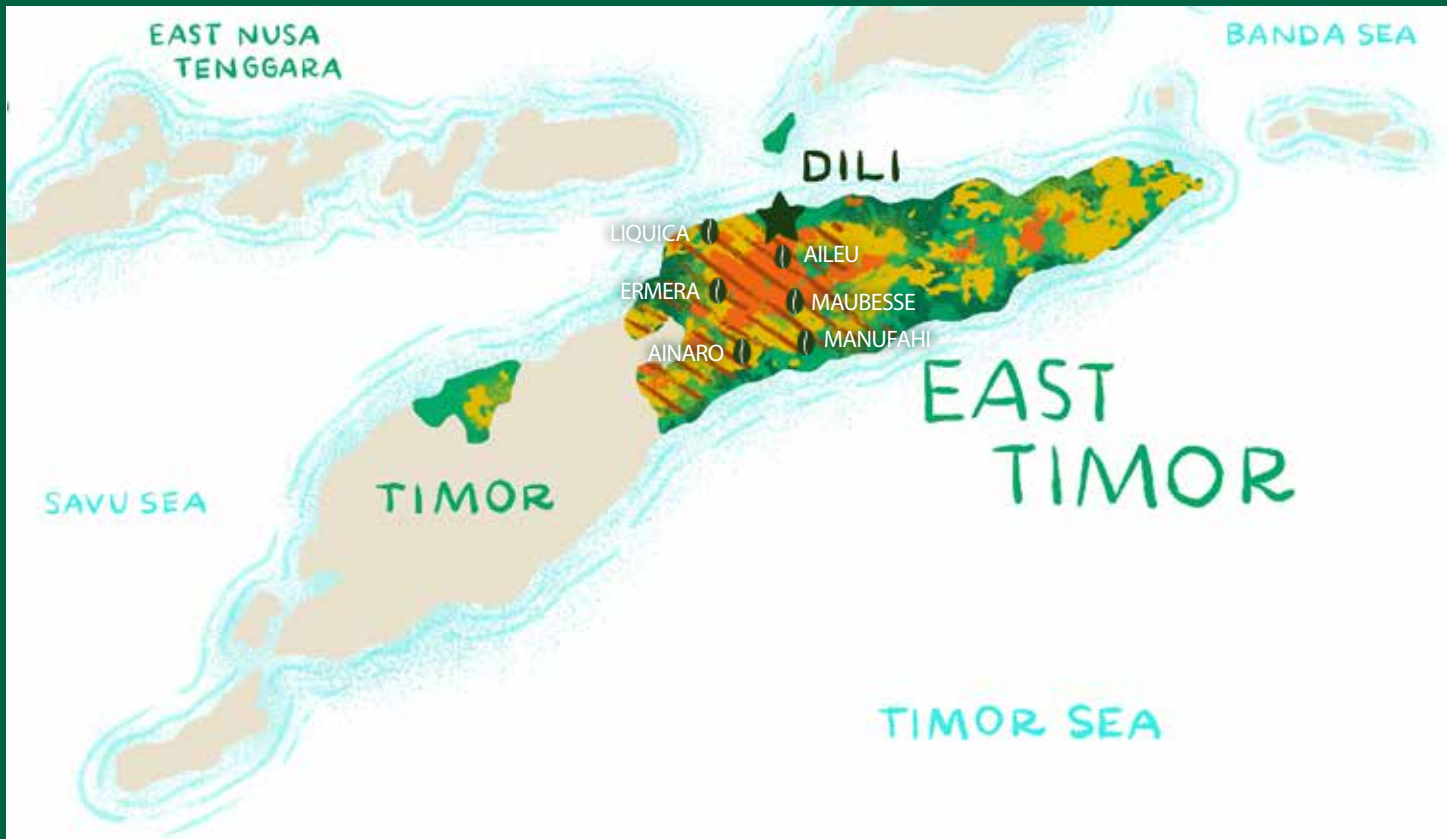 EAST NUSA
TENGGARA
BANDA SEA
DILI
LIQUICA
AILEU
ERMERA
MAUBESSE
MANUFAHI
AINARO
EAST
TIMOR
SAVU SEA
TIMOR
TIMOR SEA